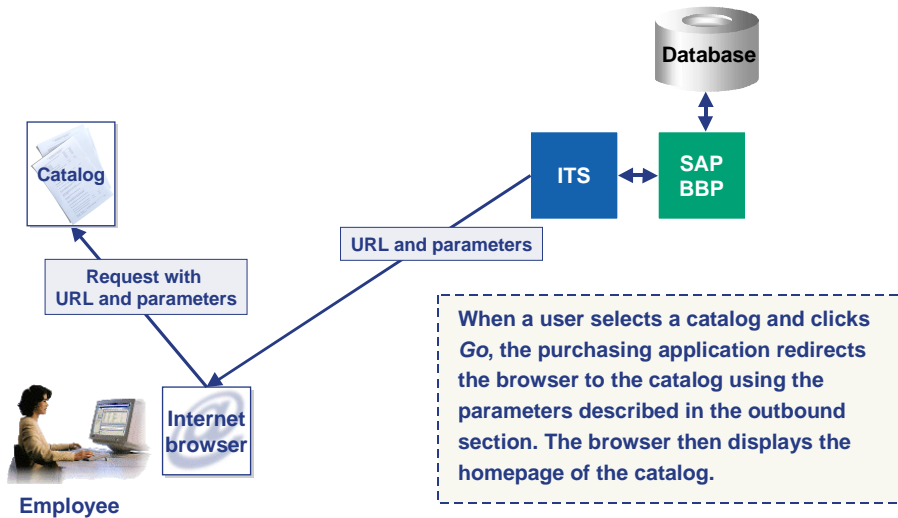 Database
Catalog
ITS
SAP
BBP
URL and parameters
Request with
URL and parameters
When a user selects a catalog and clicks
Go, the purchasing application redirects
the browser to the catalog using the
parameters described in the outbound
section. The browser then displays the
homepage of the catalog.
Internet
browser
Employee